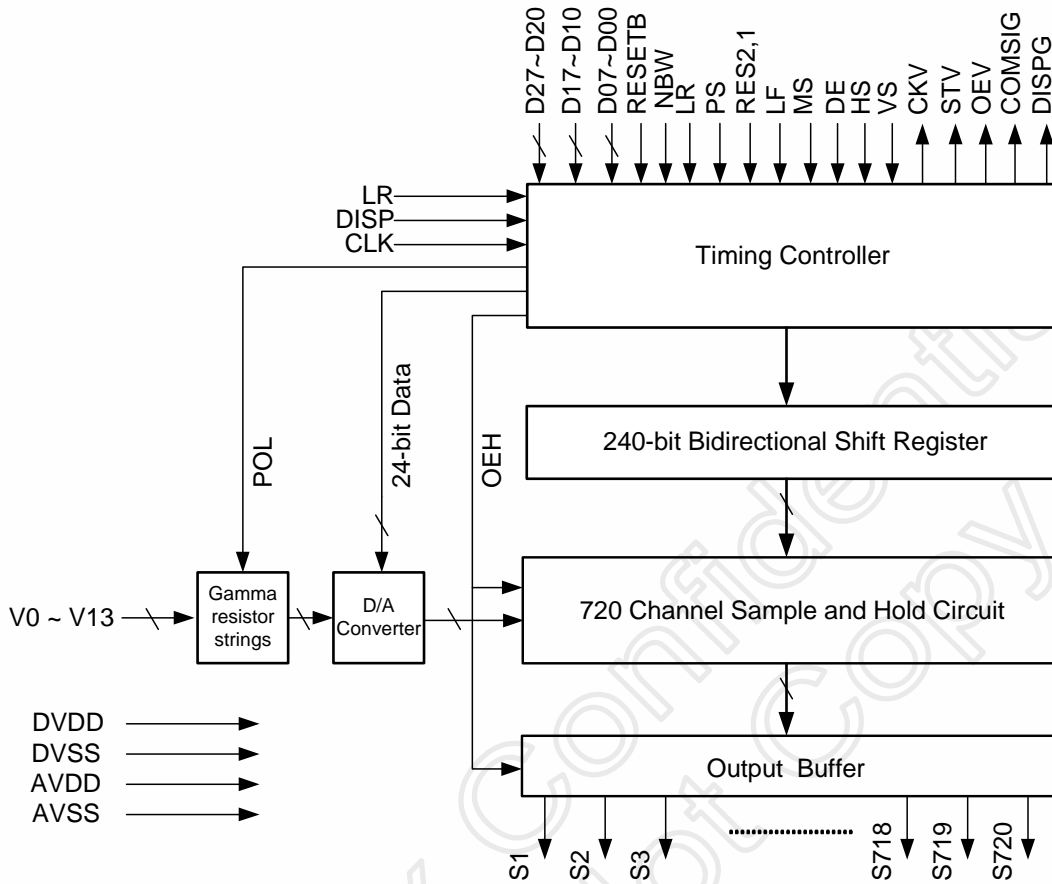 D27~D20
D17~D10
D07~D00
RESETB
NBW
LR
PS
RES2,1
LF
MS
DE
HS
VS
CKV
STV
OEV
COMSIG
DISPG
LR
DISP
CLK
Timing Controller
POL
24-bit Data
OEH
240-bit Bidirectional Shift Register
V0 ~ V13
Gamma
resistor
strings
D/A
Converter
720 Channel Sample and Hold Circuit
DVDD
DVSS
AVDD
AVSS
Output Buffer
S1
S2
S3
S718
S719
S720
Confidential
ot Copy